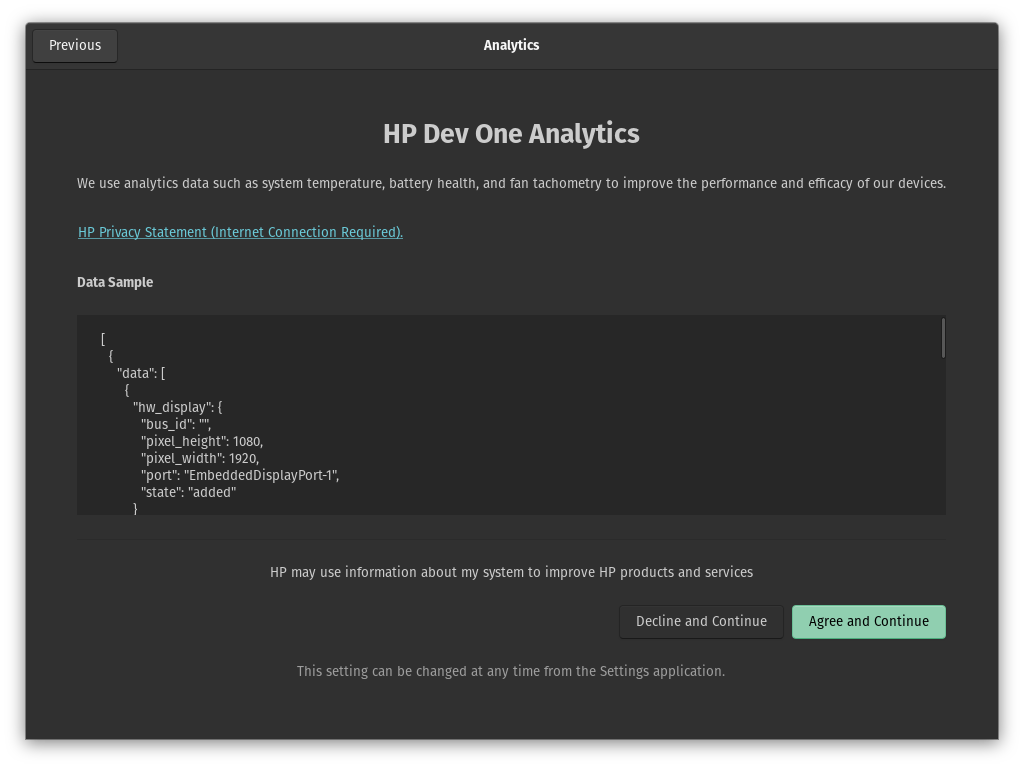 Previous
Analytics
HP Dev One Analytics
We use analytics data such as system temperature, battery health, and fan tachometry to improve the performance and efficacy of our devices.
HP Privacy Statement (Internet Connection Required).
Data Sample
[
{
"data": [
{
"hw_display": {
"bus_id": "",
"pixel_height": 1080,
"pixel_width": 1920,
"port": "EmbeddedDisplayPort-1",
"state": "added"
}
HP may use information about my system to improve HP products and services
Decline and Continue
Agree and Continue
This setting can be changed at any time from the Settings application.